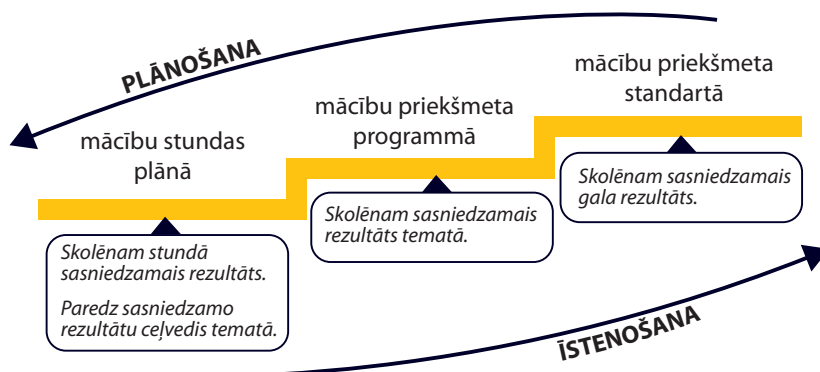 PLĀNOŠANA
mācību stundas
plānā
mācību priekšmeta
programmā
mācību priekšmeta
standartā
Skolēnam stundā
sasniedzamais rezultāts.
Paredz sasniedzamo
rezultātu ceļvedis tematā.
Skolēnam sasniedzamais
rezultāts tematā.
Skolēnam sasniedzamais
gala rezultāts.
ĪSTENOŠANA